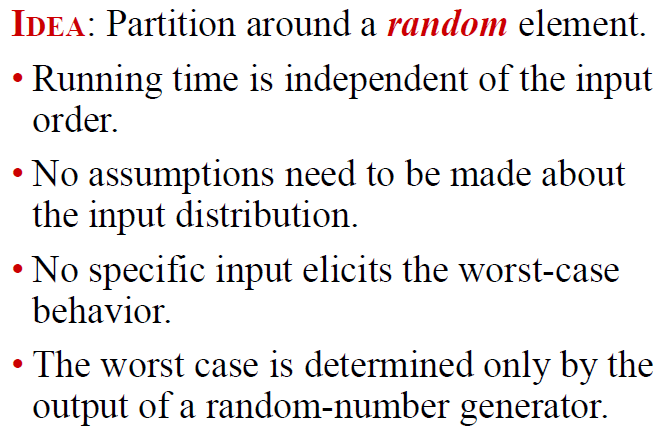 IDEA: Partition around a random element.
• Running time is independent of the input
order.
• No assumptions need to be made about
the input distribution.
• No specific input elicits the worst-case
behavior.
• The worst case is determined only by the
output of a random-number generator.